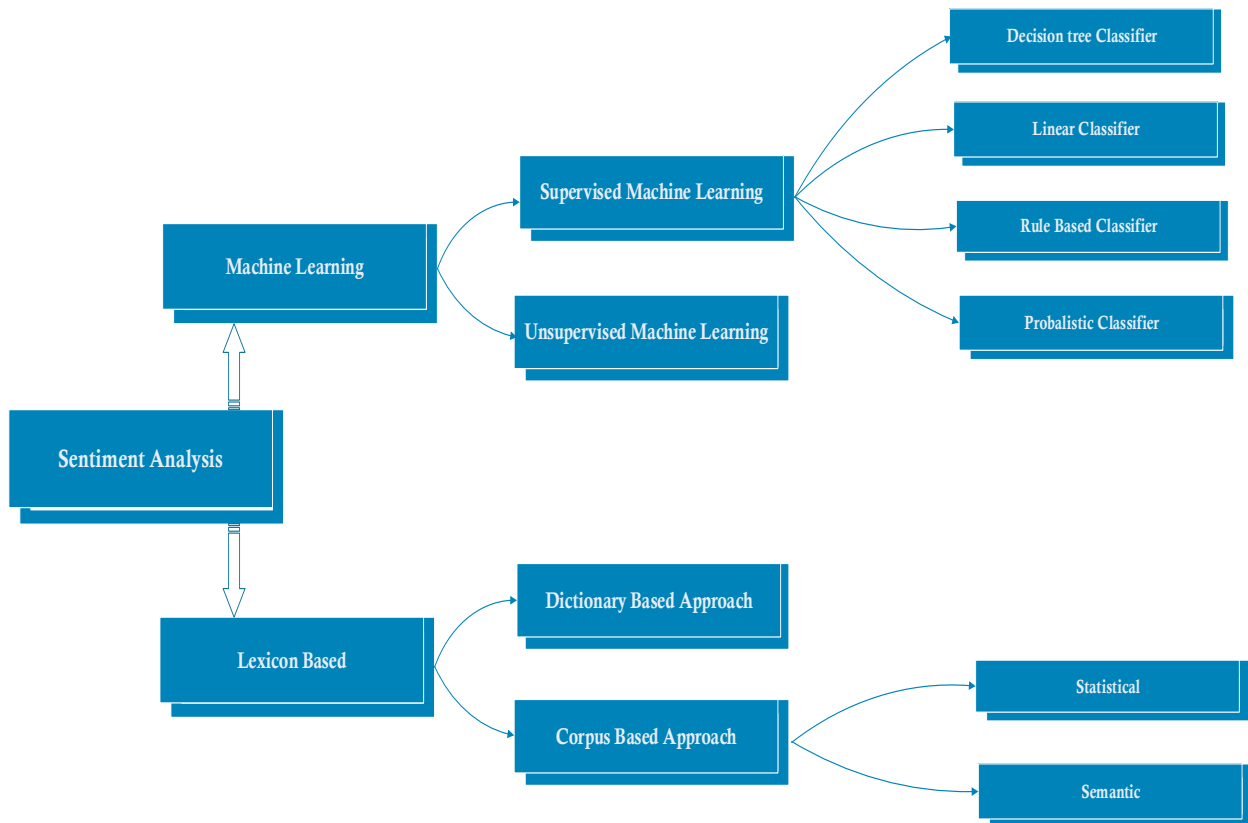 Decision tree Classifier
Linear Classifier
Supervised Machine Learning
Rule Based Classifier
Machine Learning
Probalistic Classifier
Unsupervised Machine Learning
Sentiment Analysis
Dictionary Based Approach
Lexicon Based
Statistical
Corpus Based Approach
Semantic